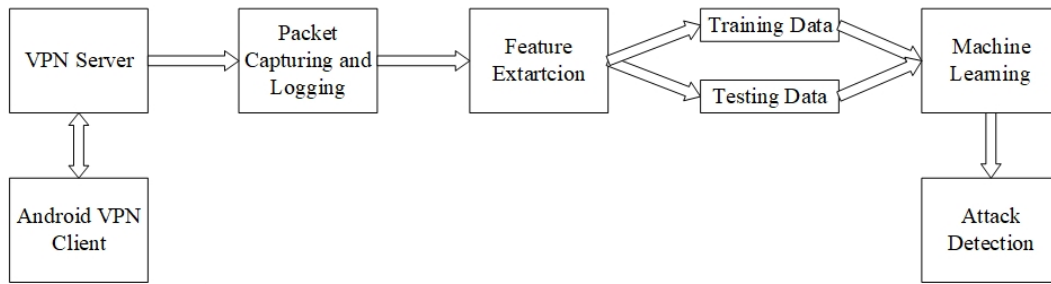 VPN Server
Packet
Capturing and
Logging
Feature
Extartcion
Training Data
Testing Data
Machine
Learning
Android VPN
Client
Attack
Detection